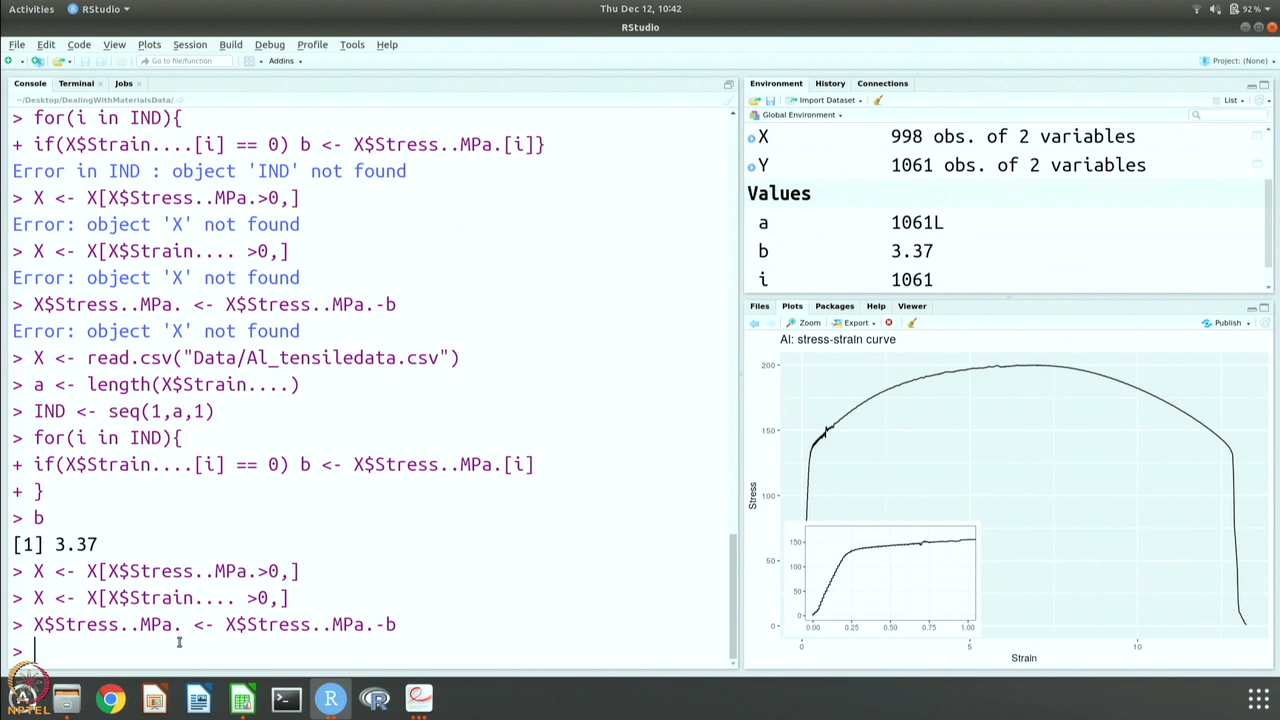 Activities RStudio Thu Dec 12, 10:42 92%
RStudio
File Edit Code View Plots Session Build Debug Profile Tools Help
Go to file/function Addins Project: (None)
Console Terminal Jobs
~/Desktop/DealingWithMaterialsData/
> for(i in IND){
+ if(X$Strain....[i] == 0) b <- X$Stress..MPa.[i]}
Error in IND : object 'IND' not found
> X <- X[X$Stress..MPa.>0,]
Error: object 'X' not found
> X <- X[X$Strain.... >0,]
Error: object 'X' not found
> X$Stress..MPa. <- X$Stress..MPa.-b
Error: object 'X' not found
> X <- read.csv("Data/Al_tensiledata.csv")
> a <- length(X$Strain....)
> IND <- seq(1,a,1)
> for(i in IND){
+ if(X$Strain....[i] == 0) b <- X$Stress..MPa.[i]
+ }
> b
[1] 3.37
> X <- X[X$Stress..MPa.>0,]
> X <- X[X$Strain.... >0,]
> X$Stress..MPa. <- X$Stress..MPa.-b
>
Environment History Connections
Import Dataset List
Global Environment
X 998 obs. of 2 variables
Y 1061 obs. of 2 variables
Values
a 1061L
b 3.37
i 1061
Files Plots Packages Help Viewer
Zoom Export Publish
Al: stress-strain curve
200
150
100
50
0
Stress
150
100
50
0
0.00 0.25 0.50 0.75 1.00
0 5 10
Strain
NPTEL